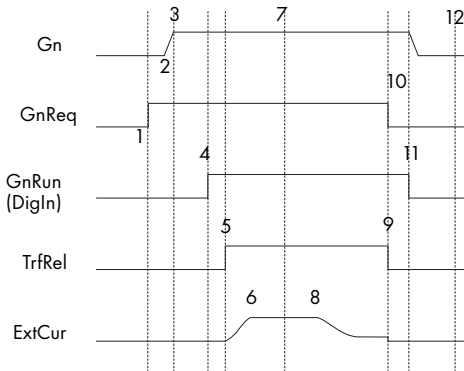 3 7 12
Gn
2
10
GnReq
1
4 11
GnRun
(DigIn)
5 9
TrfRel
6 8
ExtCur